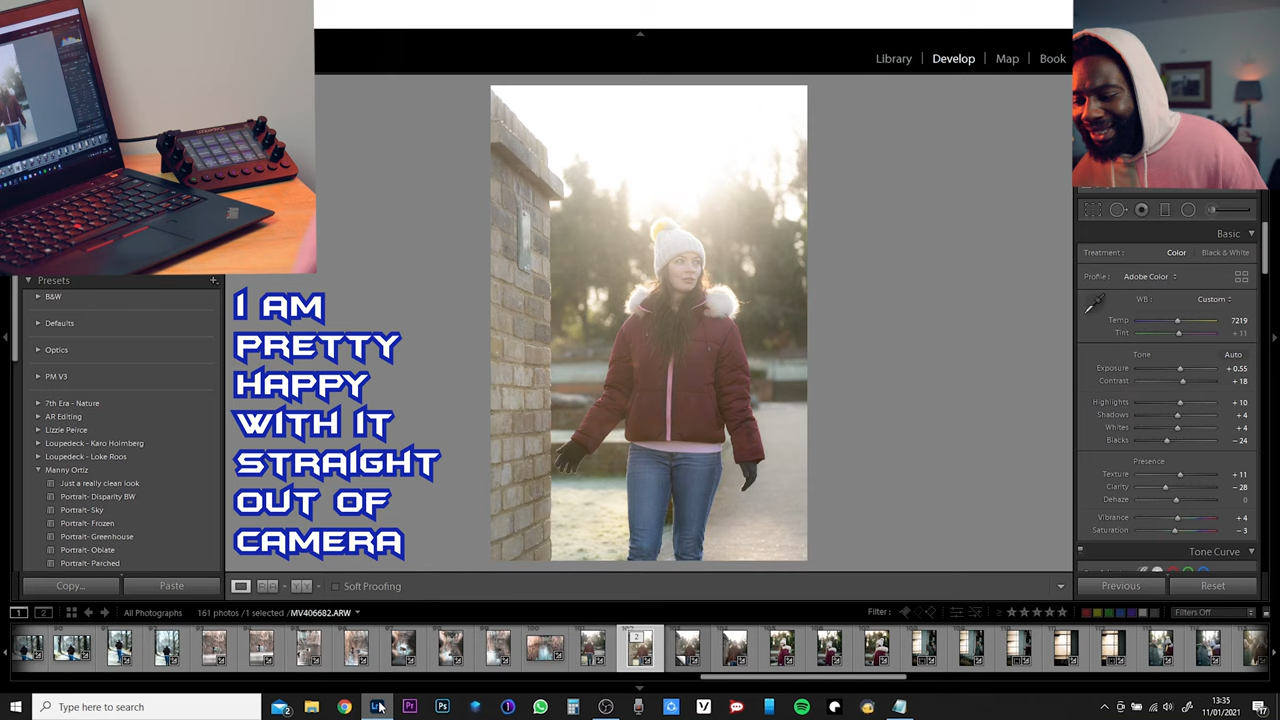 Library | Develop | Map | Book
Basic
Treatment: Color Black & White
Profile: Adobe Color
WB: Custom
Temp 7219
Tint + 11
Tone Auto
Exposure + 0.55
Contrast + 18
Highlights + 10
Shadows + 4
Whites + 4
Blacks - 24
Presence
Texture + 11
Clarity - 28
Dehaze 0
Vibrance + 4
Saturation - 3
Tone Curve
Previous Reset
Presets
B&W
Defaults
Optics
PM V3
7th Era - Nature
AR Editing
Lizzie Peirce
Loupedeck - Karo Holmberg
Loupedeck- Loke Roos
Manny Ortiz
Just a really clean look
Portrait- Disparity BW
Portrait- Sky
Portrait- Frozen
Portrait- Greenhouse
Portrait- Oblate
Portrait- Parched
Copy... Paste
I AM
PRETTY
HAPPY
WITH IT
STRAIGHT
OUT OF
CAMERA
Soft Proofing
1 2 All Photographs 161 photos / 1 selected / MV406682.ARW Filter: Filters Off
Type here to search
13:35
11/01/2021